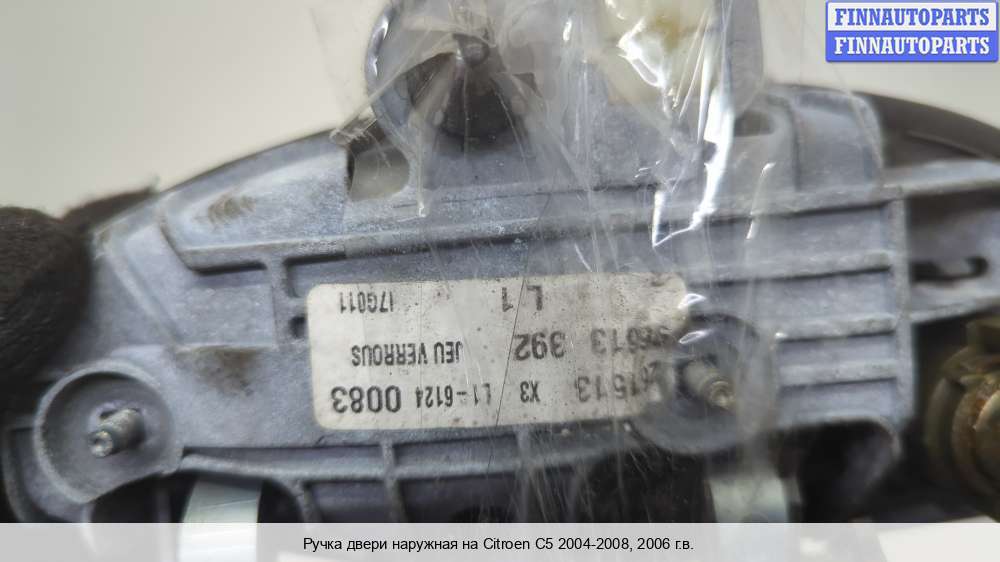 FINNAUTOPARTS
FINNAUTOPARTS
X3 L1-6124 0083
392 JEU VERROUS
L1 17G011
Ручка двери наружная на Citroen C5 2004-2008, 2006 г.в.